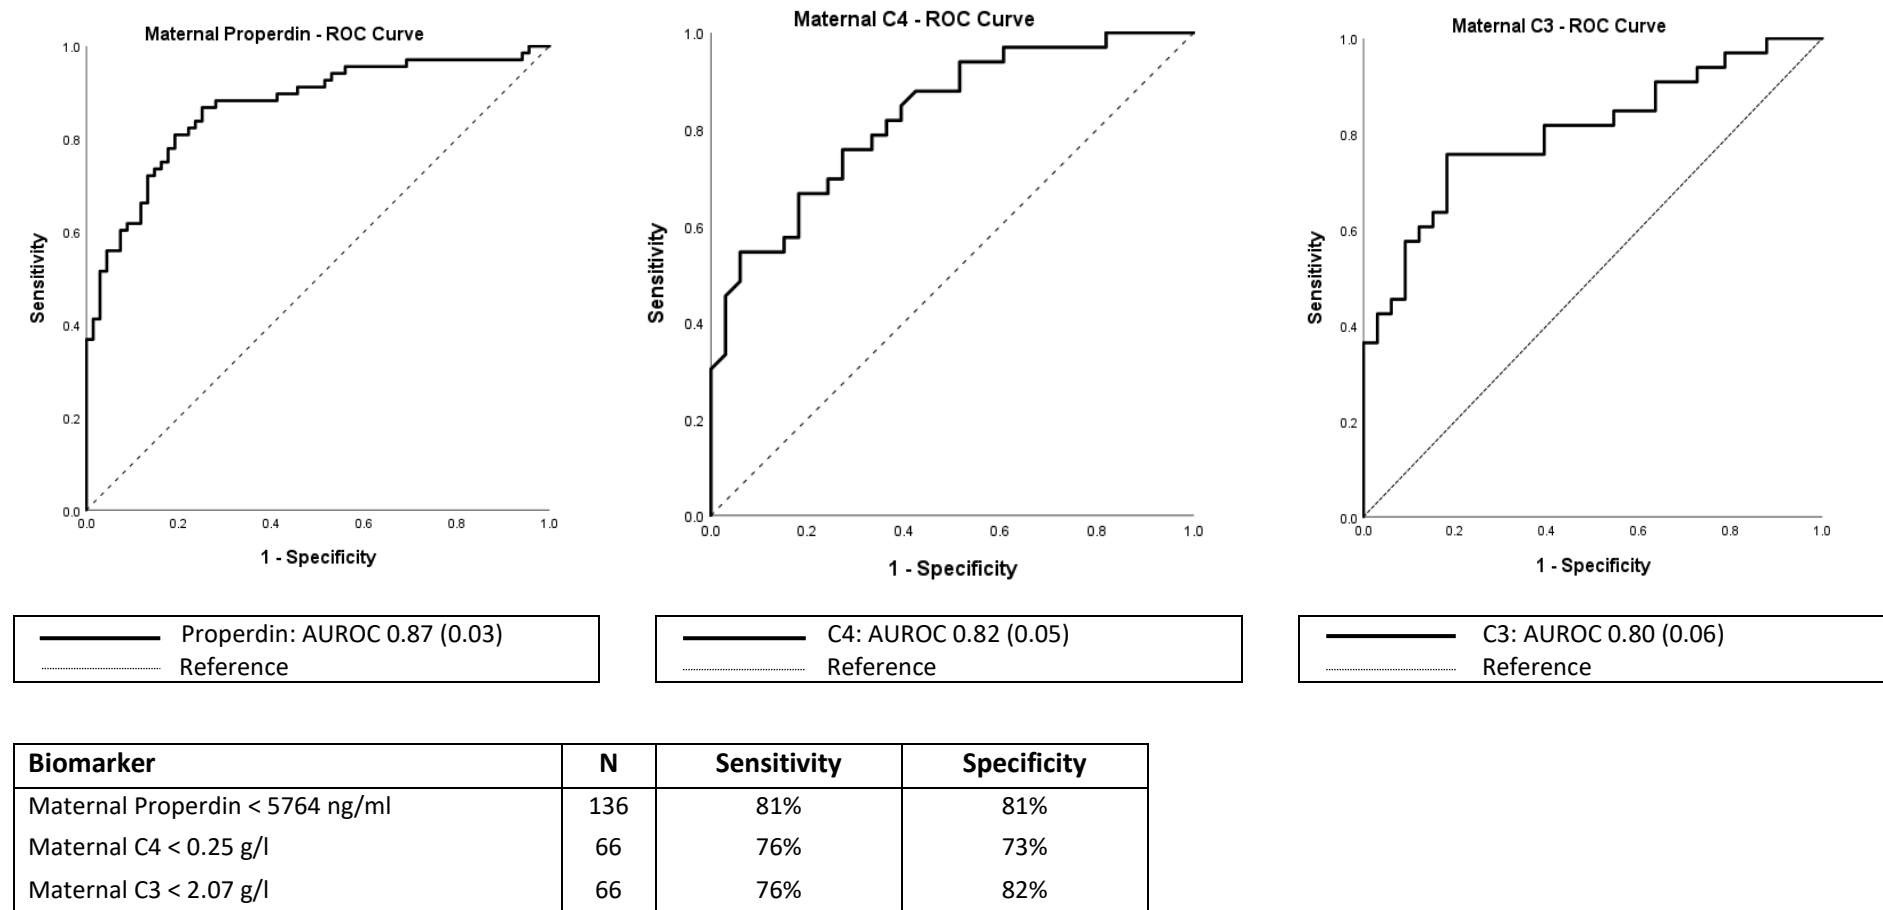 Maternal Properdin - ROC Curve
1.0
0.8
0.6
0.4
0.2
0.0
Sensitivity
0.0 0.2 0.4 0.6 0.8 1.0
1 - Specificity
Maternal C4 - ROC Curve
1.0
0.8
0.6
0.4
0.2
0.0
Sensitivity
0.0 0.2 0.4 0.6 0.8 1.0
1 - Specificity
Maternal C3 - ROC Curve
1.0
0.8
0.6
0.4
0.2
0.0
Sensitivity
0.0 0.2 0.4 0.6 0.8 1.0
1 - Specificity
Properdin: AUROC 0.87 (0.03)
Reference
C4: AUROC 0.82 (0.05)
Reference
C3: AUROC 0.80 (0.06)
Reference
Biomarker N Sensitivity Specificity
Maternal Properdin < 5764 ng/ml 136 81% 81%
Maternal C4 < 0.25 g/l 66 76% 73%
Maternal C3 < 2.07 g/l 66 76% 82%